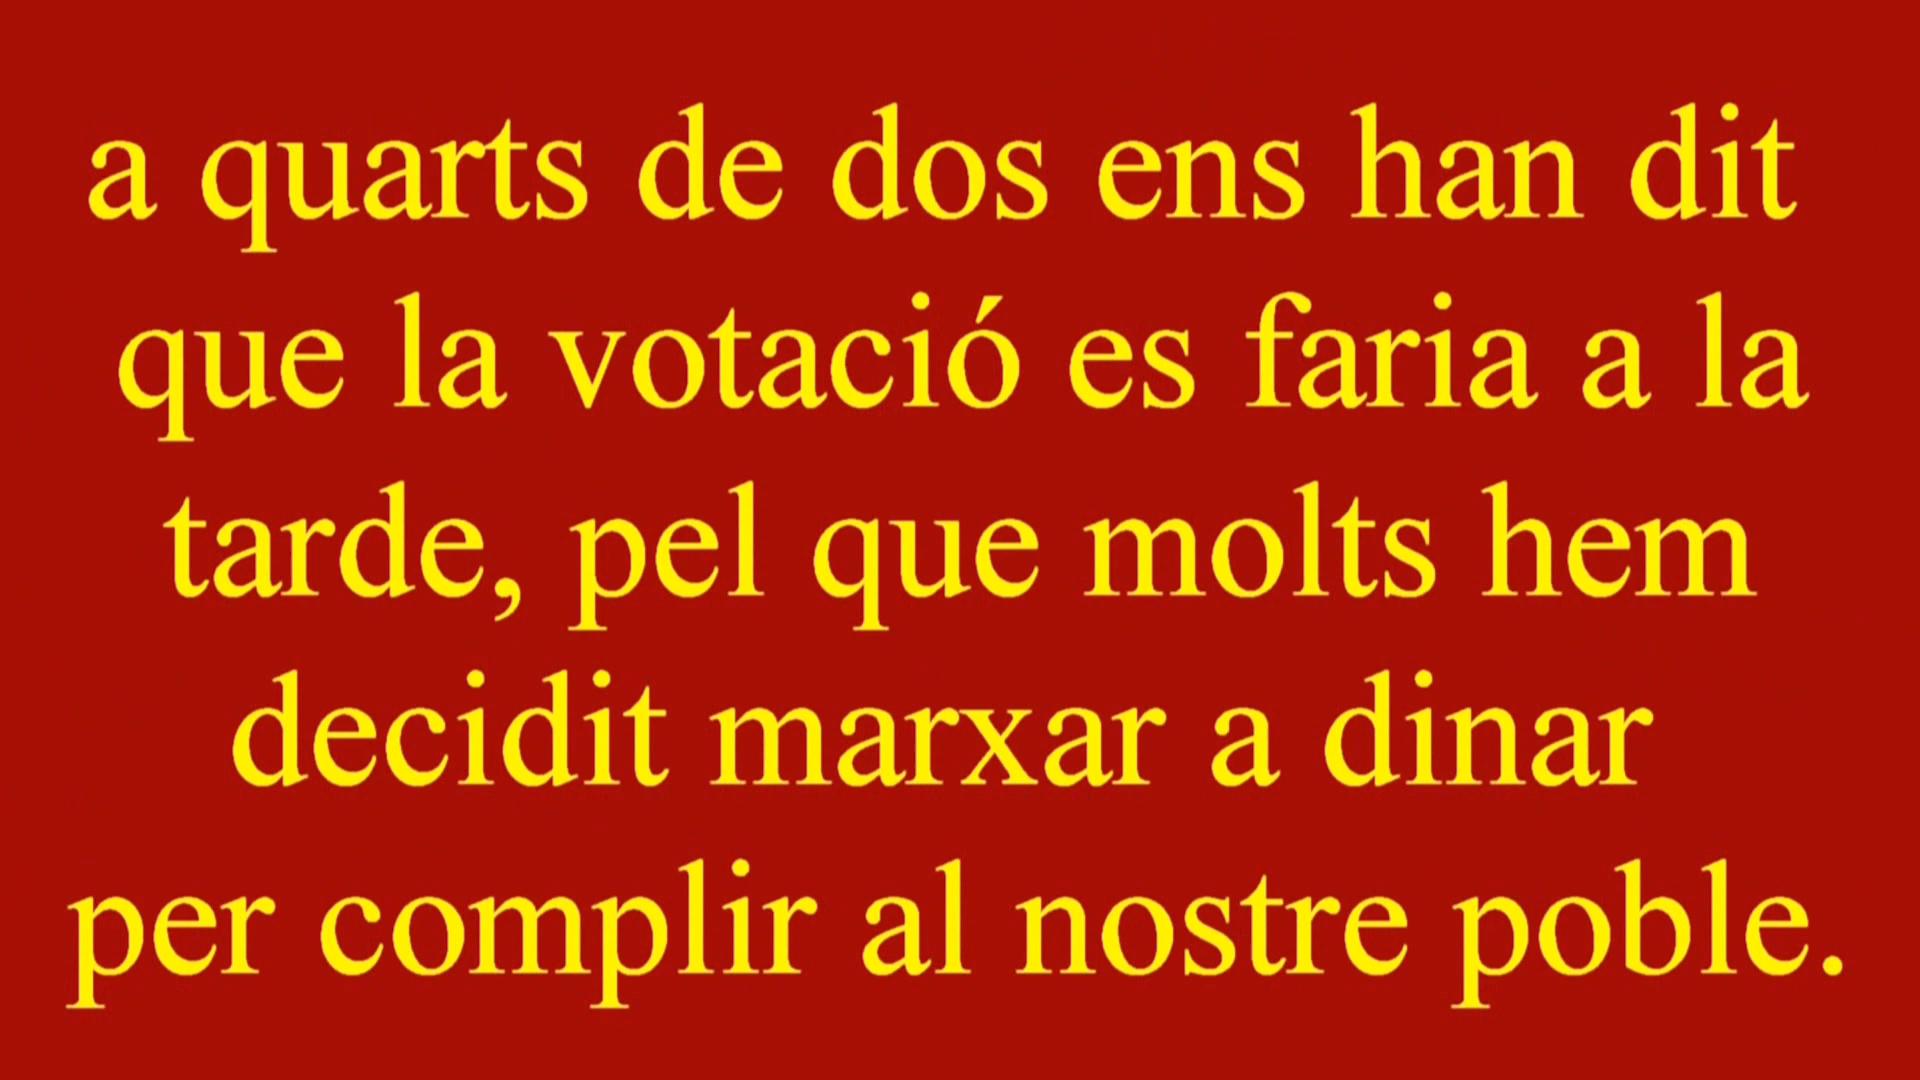 a quarts de dos ens han dit
que la votació es faria a la
tarde, pel que molts hem
decidit marxar a dinar
per complir al nostre poble.